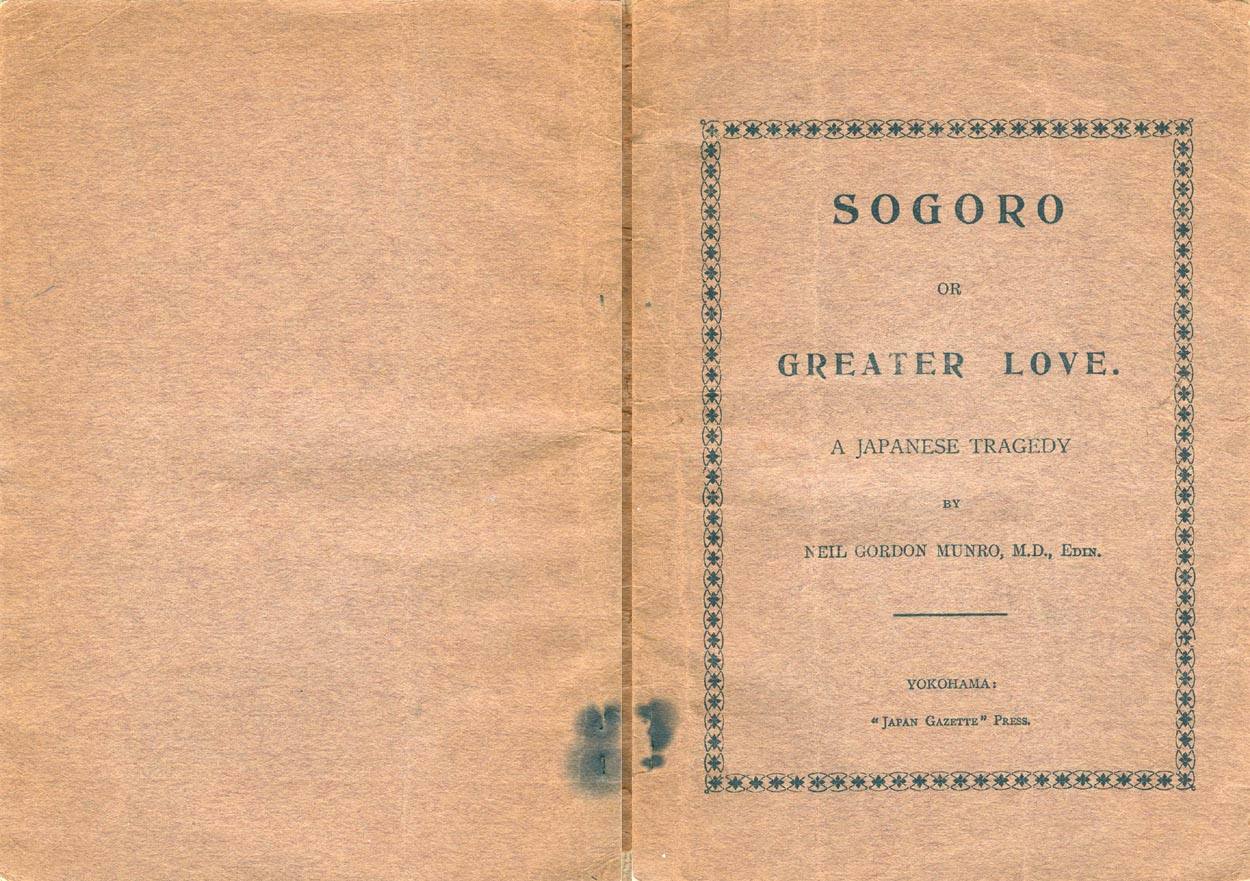 SOGORO
OR
GREATER LOVE.
A JAPANESE TRAGEDY
BY
NEIL GORDON MUNRO, M.D., EDIN.
YOKOHAMA:
"JAPAN GAZETTE" PRESS.